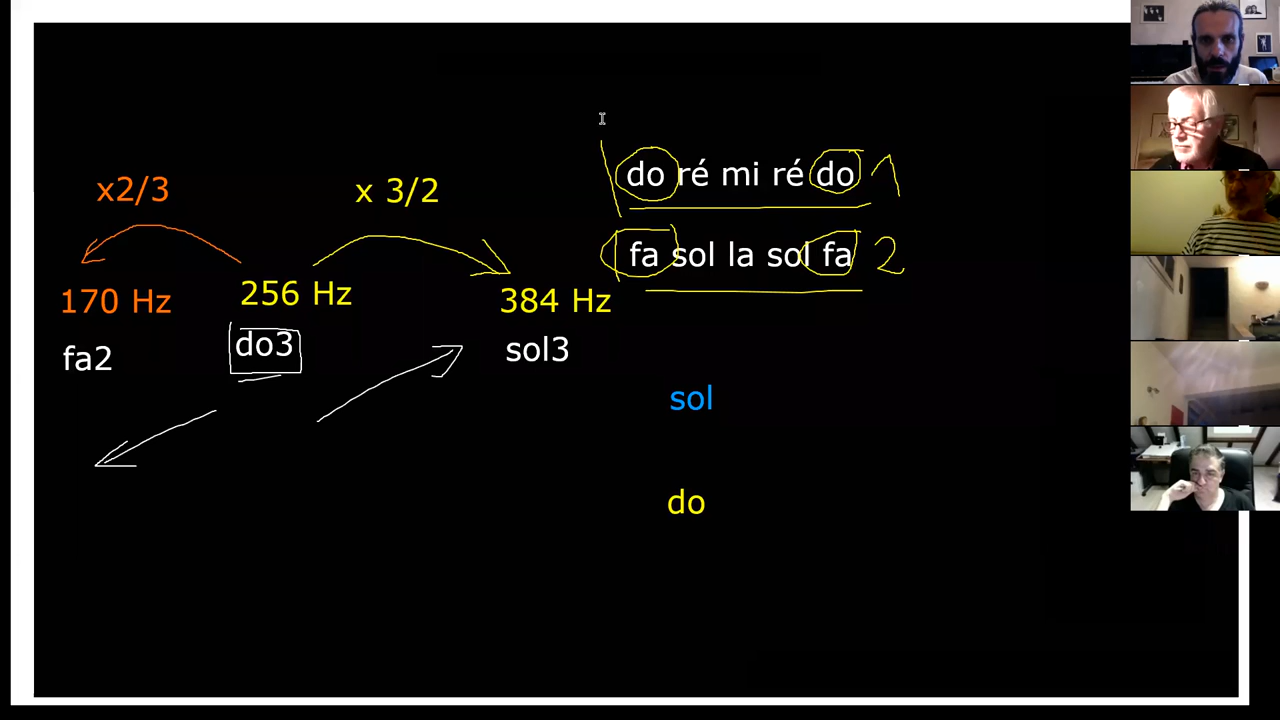 x2/3
x 3/2
170 Hz
256 Hz
384 Hz
fa2
do3
sol3
do ré mi ré do 1
fa sol la sol fa 2
sol
do